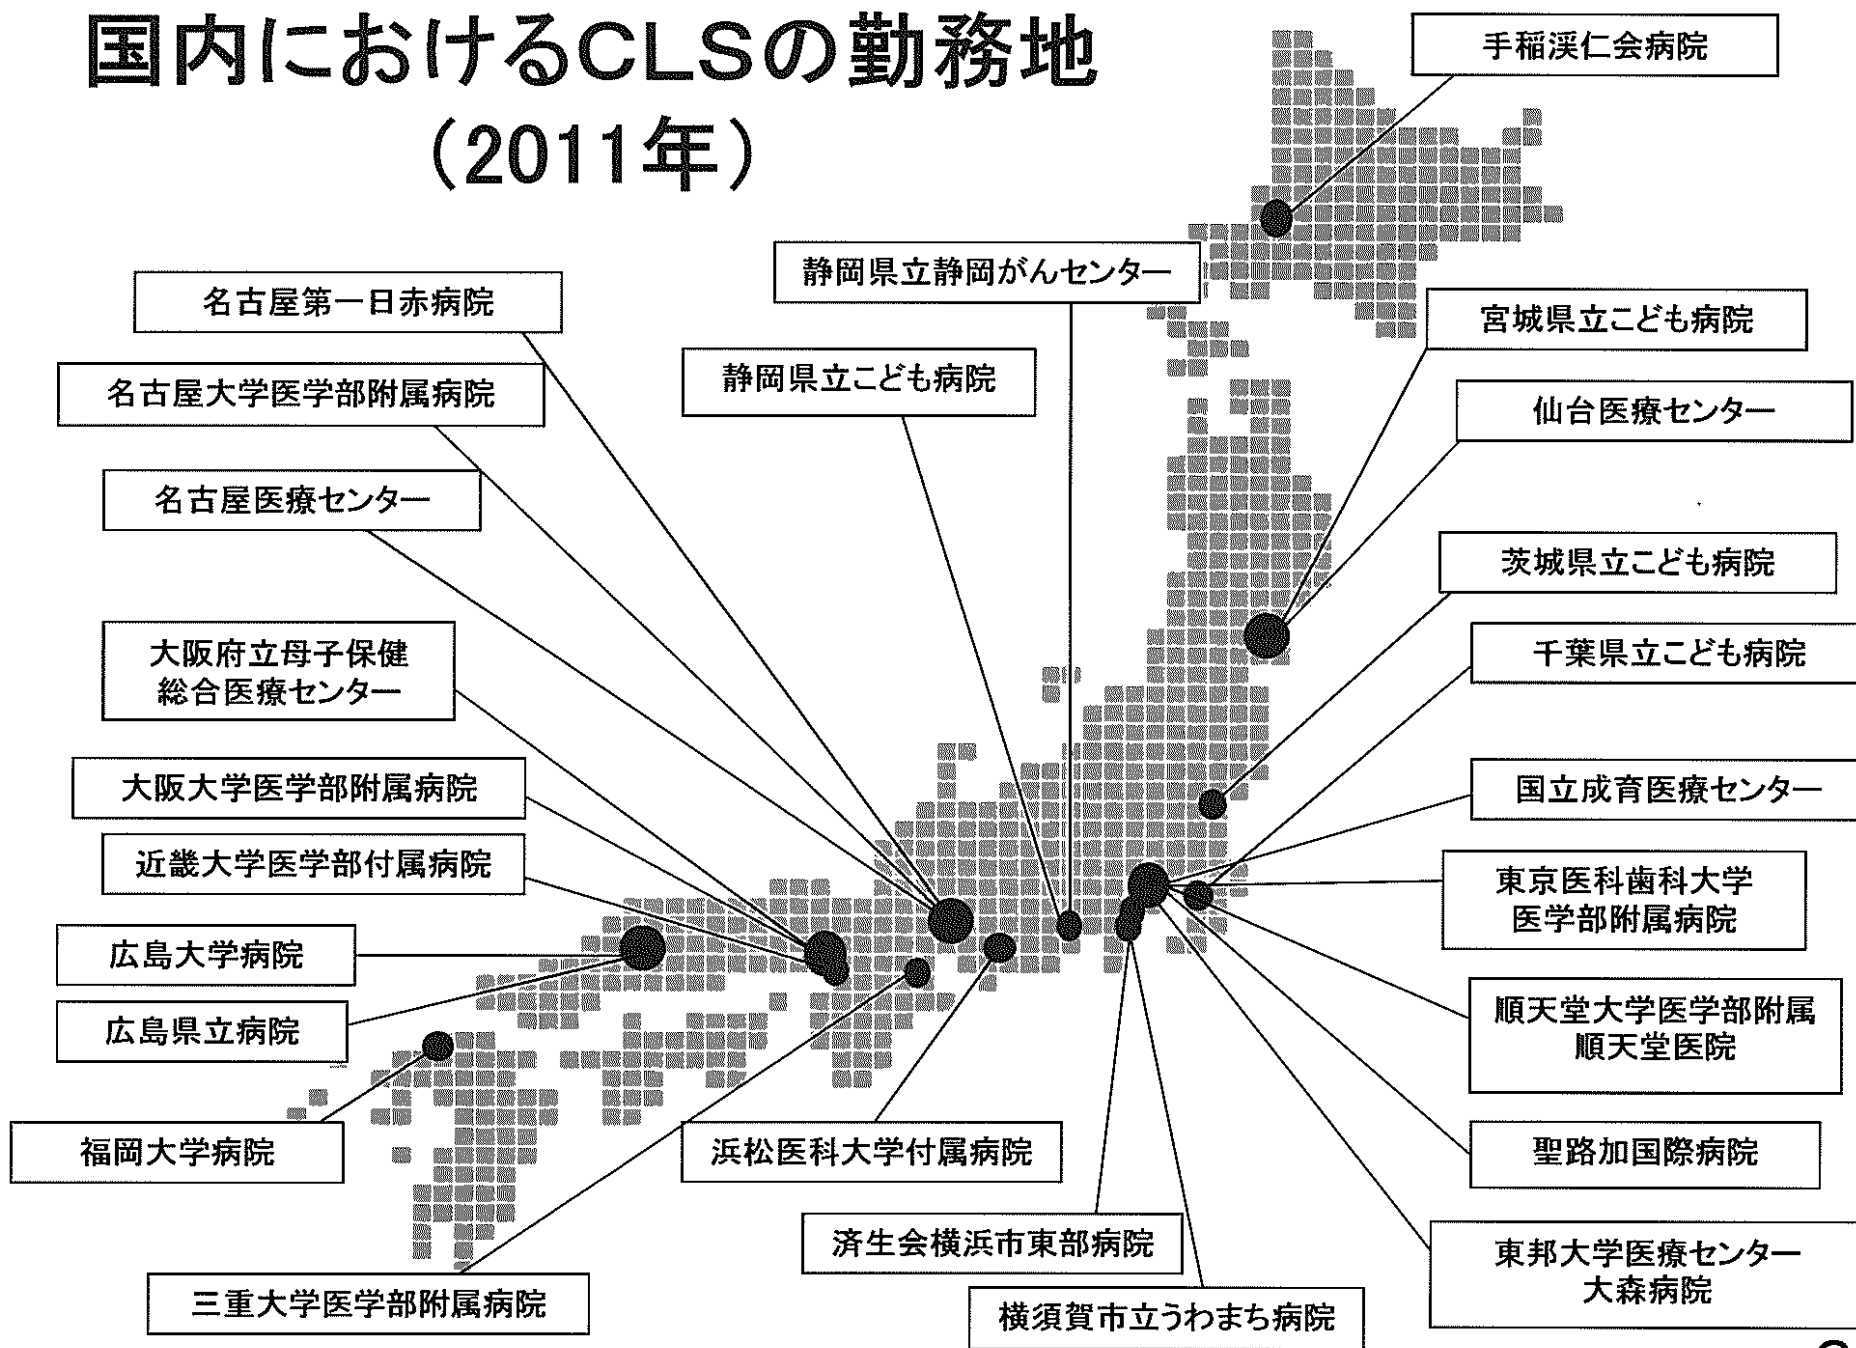 国内におけるCLSの勤務地
(2011年)
手稲渓仁会病院
静岡県立静岡がんセンター
名古屋第一日赤病院
宮城県立こども病院
静岡県立こども病院
名古屋大学医学部附属病院
仙台医療センター
名古屋医療センター
茨城県立こども病院
大阪府立母子保健
総合医療センター
千葉県立こども病院
大阪大学医学部附属病院
国立成育医療センター
近畿大学医学部付属病院
東京医科歯科大学
医学部附属病院
広島大学病院
広島県立病院
順天堂大学医学部附属
順天堂医院
福岡大学病院
浜松医科大学付属病院
聖路加国際病院
済生会横浜市東部病院
東邦大学医療センター
大森病院
三重大学医学部附属病院
横須賀市立うわまち病院